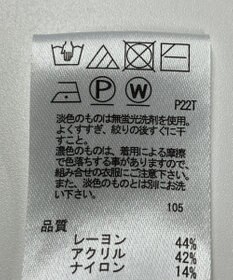 P W
P22T
淡色のものは無蛍光洗剤を使用。
よくすすぎ、絞りの後すぐに干
すこと。
濃色のものは、着用による摩擦
で色落ちする事がありますので、
組み合せの衣服にご注意下さい。
また、淡色のものとは別にお洗
い下さい。
105
品質
レーヨン 44%
アクリル 42%
ナイロン 14%